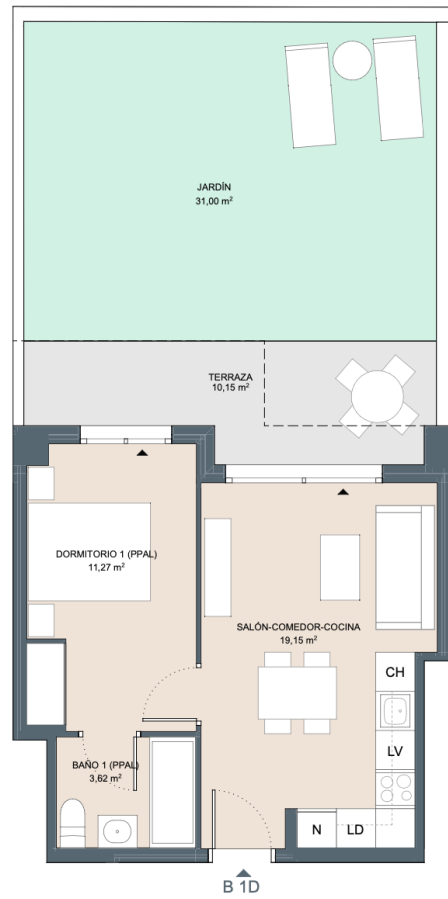 JARDÍN
31,00 m²
TERRAZA
10,15 m²
DORMITORIO 1 (PPAL)
11,27 m²
SALÓN-COMEDOR-COCINA
19,15 m²
CH
LV
BAÑO 1 (PPAL)
3,62 m²
N
LD
B 1D